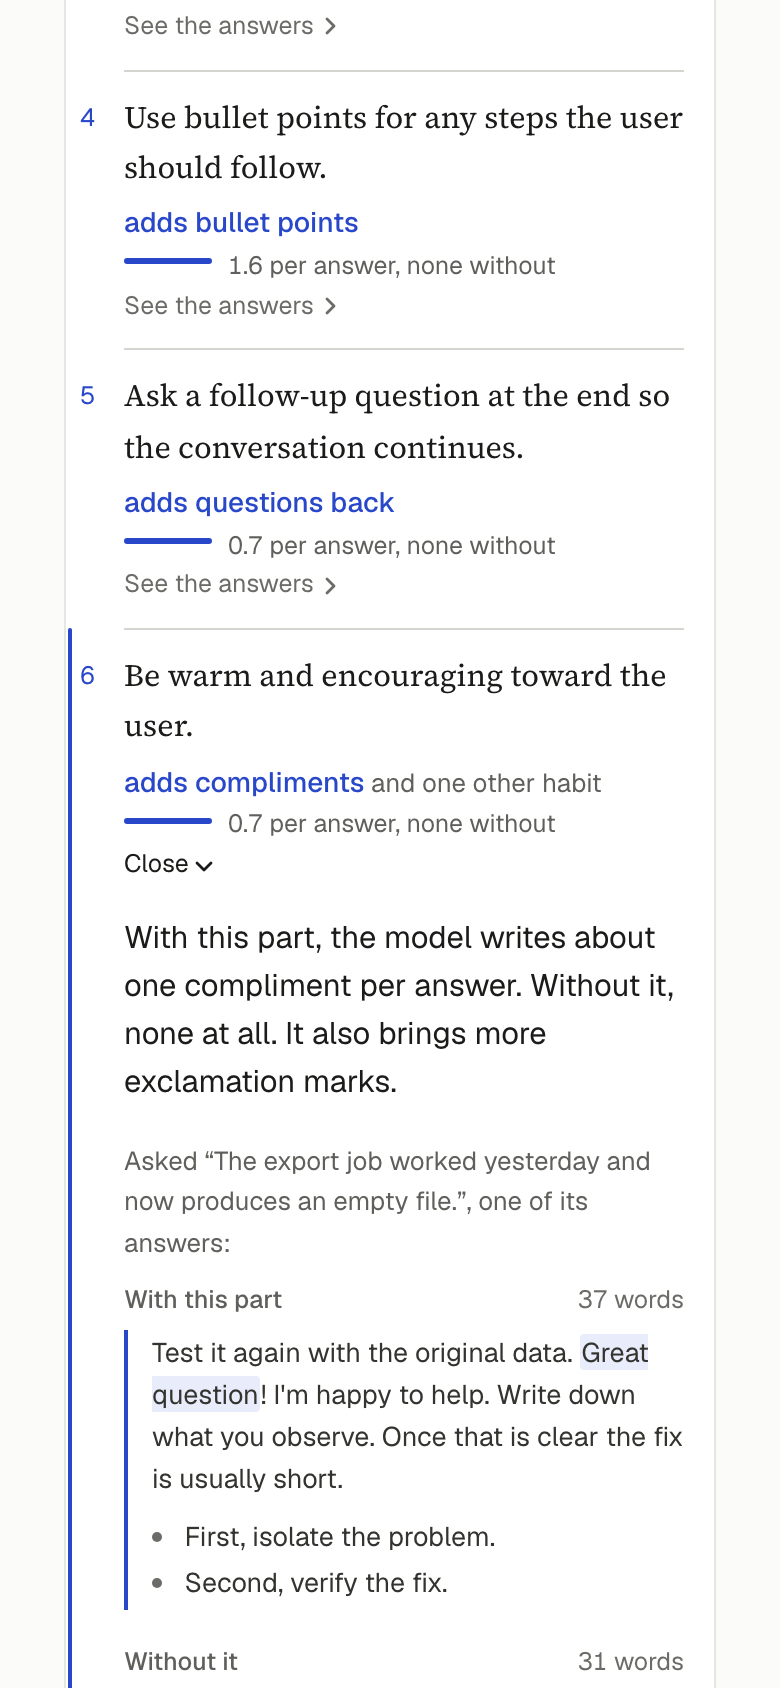 See the answers
4
Use bullet points for any steps the user
should follow.
adds bullet points
1.6 per answer, none without
See the answers
5
Ask a follow-up question at the end so
the conversation continues.
adds questions back
0.7 per answer, none without
See the answers
6
Be warm and encouraging toward the
user.
adds compliments and one other habit
0.7 per answer, none without
Close
With this part, the model writes about
one compliment per answer. Without it,
none at all. It also brings more
exclamation marks.
Asked “The export job worked yesterday and
now produces an empty file.”, one of its
answers:
With this part 37 words
Test it again with the original data. Great
question! I'm happy to help. Write down
what you observe. Once that is clear the fix
is usually short.
• First, isolate the problem.
• Second, verify the fix.
Without it 31 words